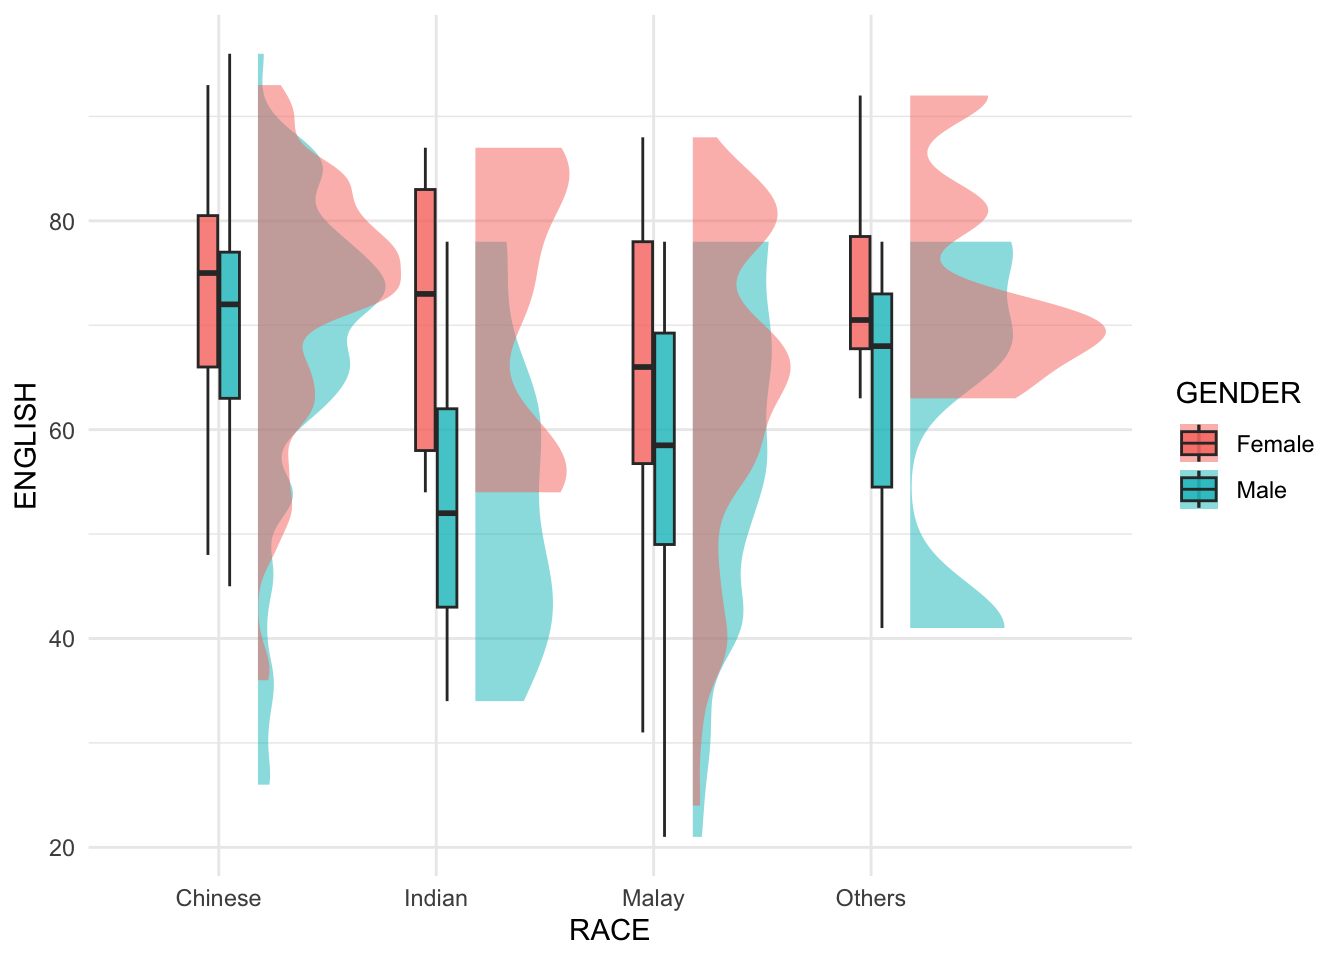 ENGLISH
80
60
40
20
Chinese
Indian
Malay
Others
RACE
GENDER
Female
Male